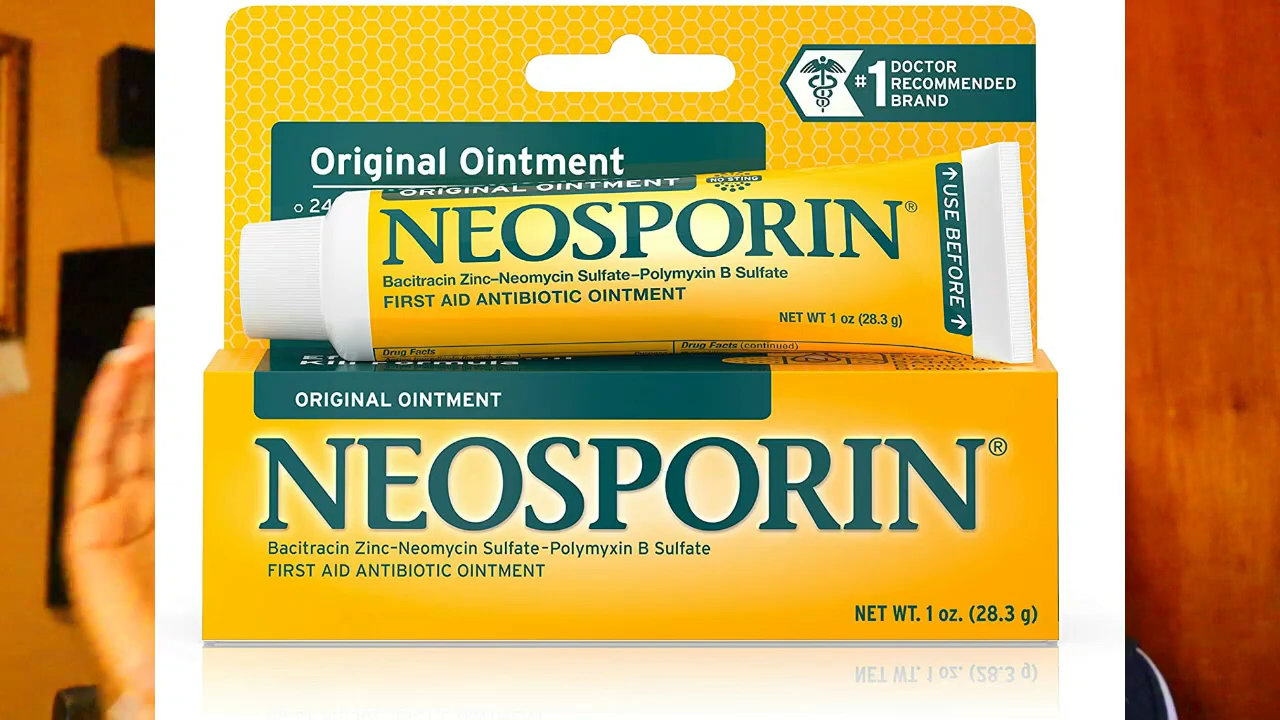 #1 DOCTOR
RECOMMENDED
BRAND
Original Ointment
24
ORIGINAL OINTMENT
NO STING
NEOSPORIN®
Bacitracin Zinc–Neomycin Sulfate–Polymyxin B Sulfate
FIRST AID ANTIBIOTIC OINTMENT
NET WT 1 oz (28.3 g)
USE BEFORE
Drug Facts
Drug Facts (continued)
ORIGINAL OINTMENT
NEOSPORIN®
Bacitracin Zinc–Neomycin Sulfate–Polymyxin B Sulfate
FIRST AID ANTIBIOTIC OINTMENT
NET WT. 1 oz. (28.3 g)